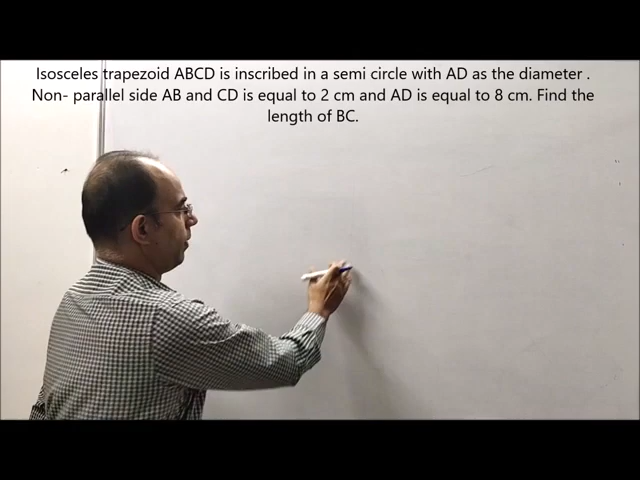 Isosceles trapezoid ABCD is inscribed in a semi circle with AD as the diameter .
Non- parallel side AB and CD is equal to 2 cm and AD is equal to 8 cm. Find the
length of BC.